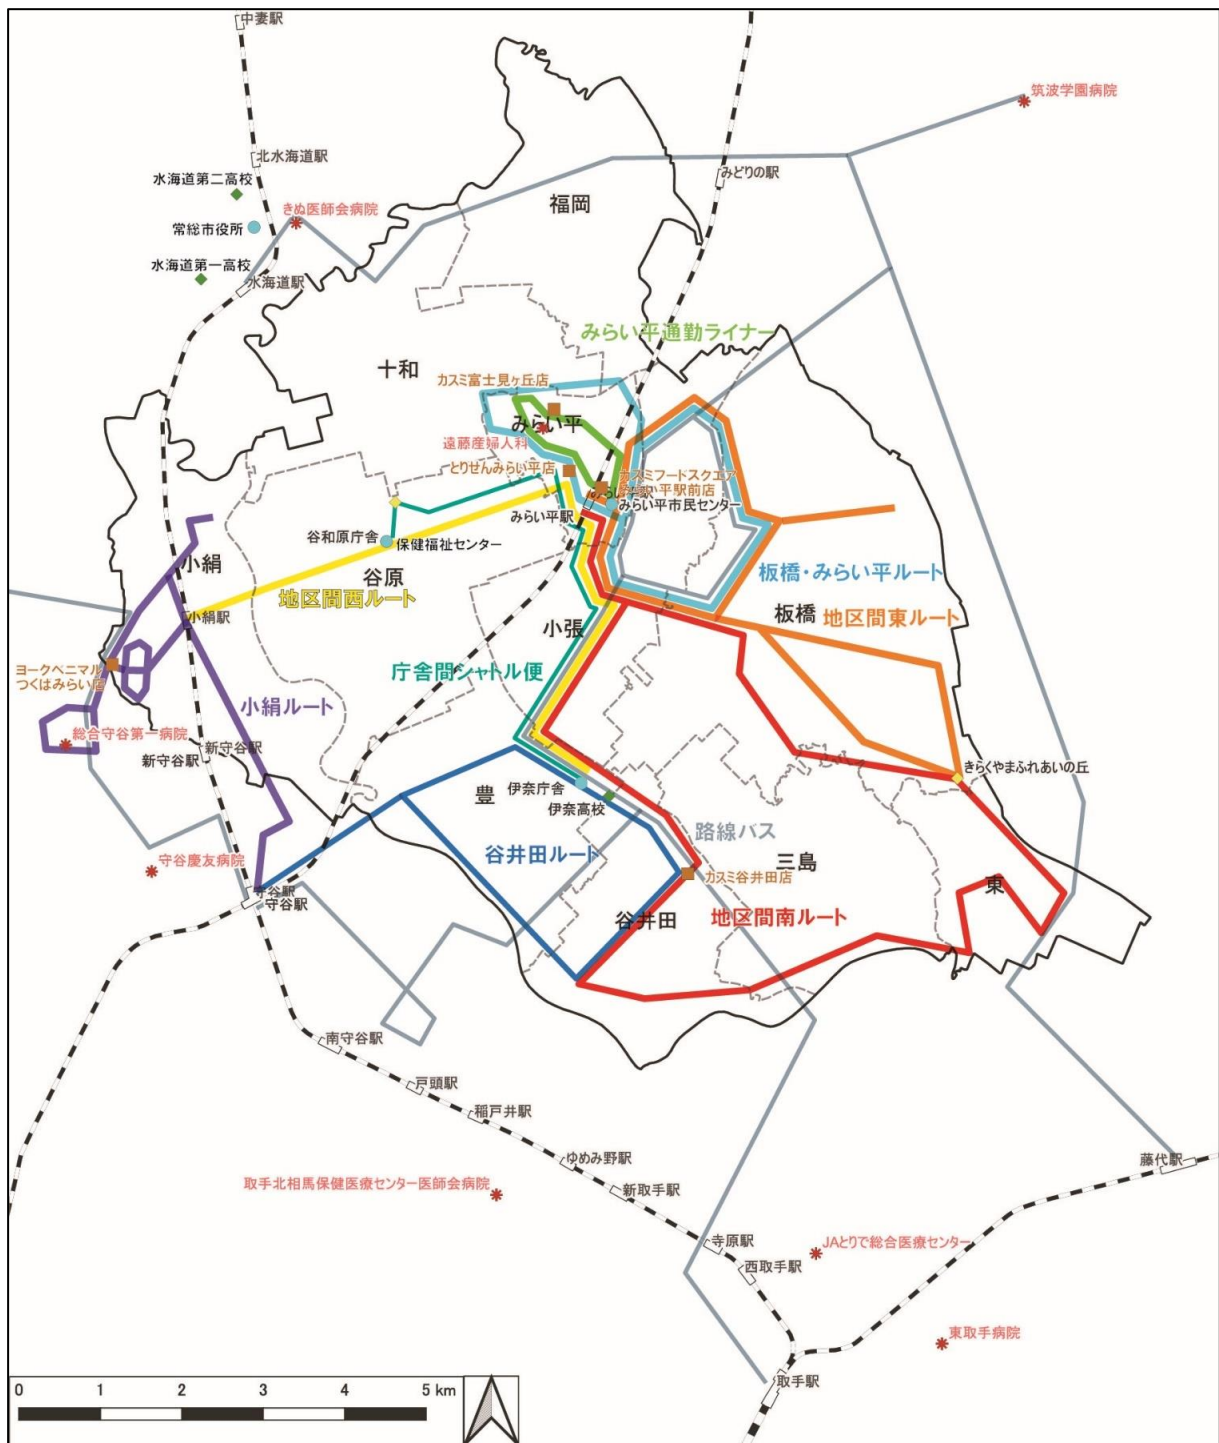 中妻駅
筑波学園病院
北水海道駅
みどりの駅
水海道第二高校
きぬ医師会病院
福岡
常総市役所
水海道第一高校
水海道駅
みらい平通勤ライナー
十和
カスミ富士見ヶ丘店
みらい平
遠藤産婦人科
とりせんみらい平店
カスミフードスクエア
みらい平駅前店
みらい平駅
みらい平市民センター
谷和原庁舎
保健福祉センター
小絹
谷原
板橋・みらい平ルート
地区間西ルート
小絹駅
小張
板橋
地区間東ルート
ヨークベニマル
つくばみらい店
庁舎間シャトル便
小絹ルート
総合守谷第一病院
新守谷駅
新守谷駅
きらくやまふれあいの丘
伊奈庁舎
豊
伊奈高校
路線バス
谷井田ルート
三島
守谷慶友病院
カスミ谷井田店
東
守谷駅
守谷駅
谷井田
地区間南ルート
南守谷駅
戸頭駅
稲戸井駅
ゆめみ野駅
藤代駅
取手北相馬保健医療センター医師会病院
新取手駅
寺原駅
JAとりで総合医療センター
西取手駅
東取手病院
取手駅
0 1 2 3 4 5 km